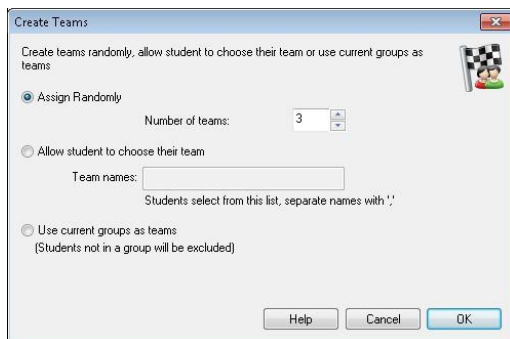 Create Teams
Create teams randomly, allow student to choose their team or use current groups as
teams
Assign Randomly
Number of teams: 3
Allow student to choose their team
Team names:
Students select from this list, separate names with ','
Use current groups as teams
(Students not in a group will be excluded)
Help Cancel OK